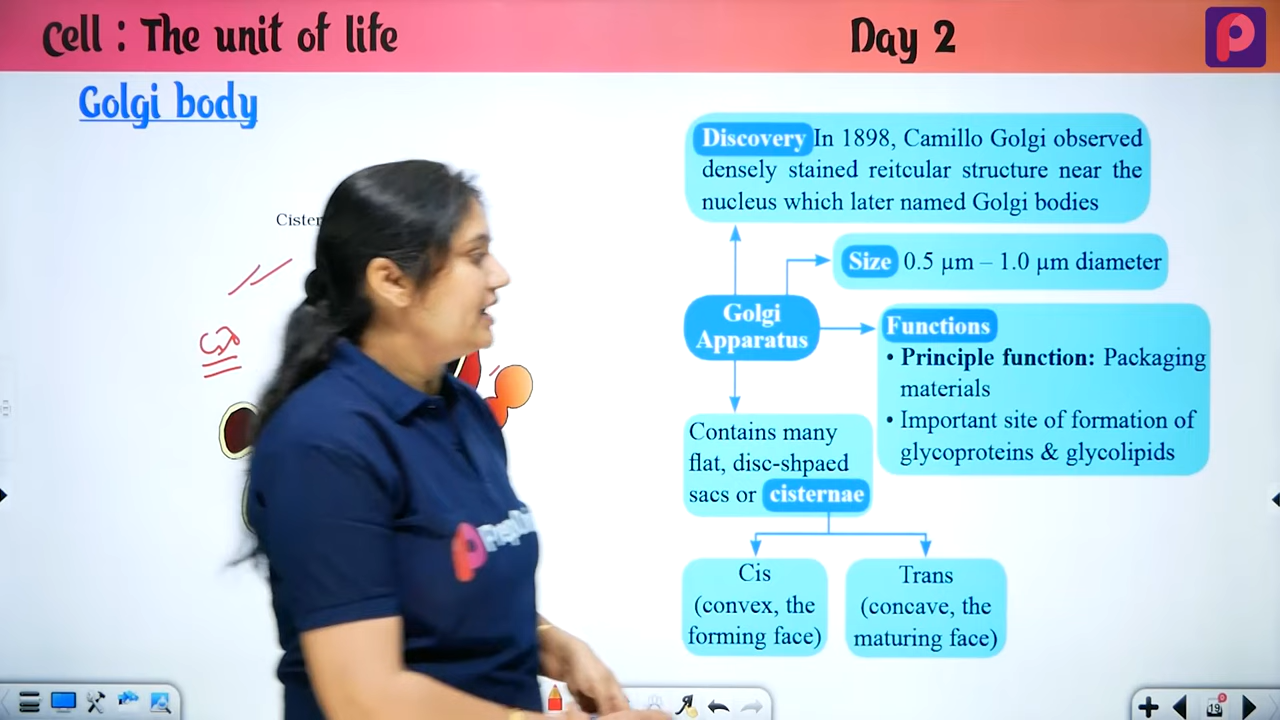 Cell : The unit of life
Day 2
Golgi body
Discovery In 1898, Camillo Golgi observed
densely stained reitcular structure near the
nucleus which later named Golgi bodies
Size 0.5 μm – 1.0 μm diameter
Golgi
Apparatus
Functions
• Principle function: Packaging
materials
• Important site of formation of
glycoproteins & glycolipids
Contains many
flat, disc-shpaed
sacs or cisternae
Cis
(convex, the
forming face)
Trans
(concave, the
maturing face)
19